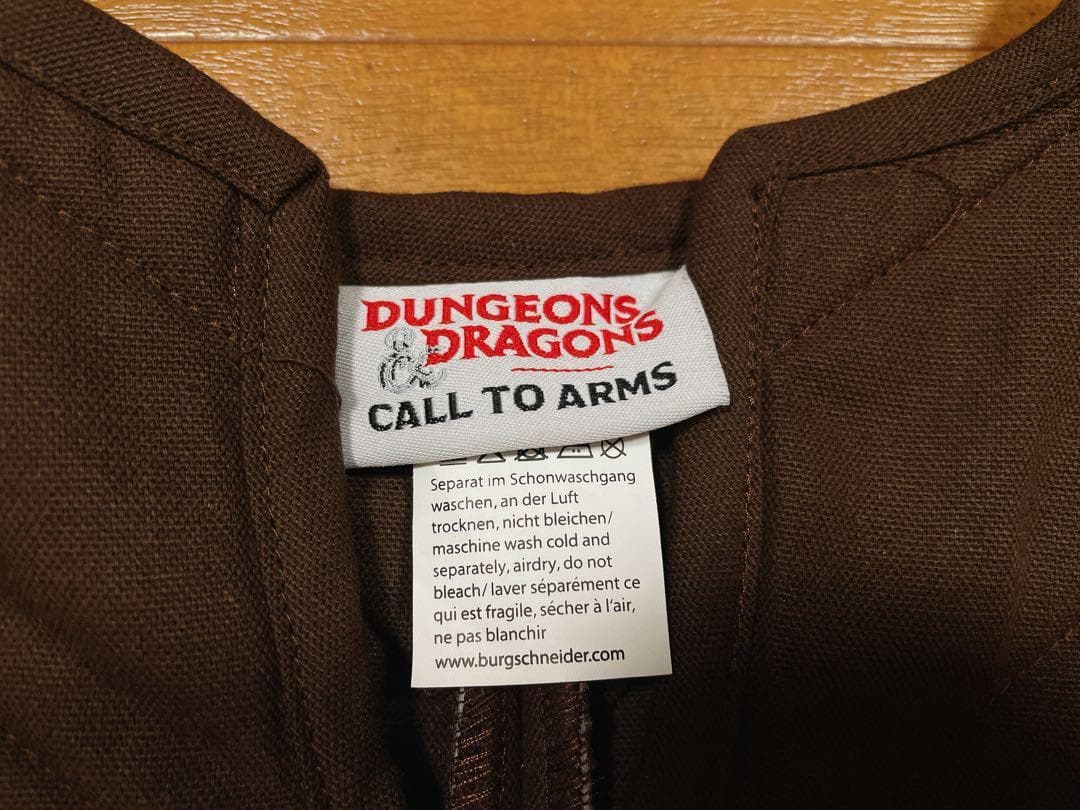 DUNGEONS
& DRAGONS
CALL TO ARMS
Separat im Schonwaschgang
waschen, an der Luft
trocknen, nicht bleichen/
maschine wash cold and
separately, airdry, do not
bleach/ laver séparément ce
qui est fragile, sécher à l'air,
ne pas blanchir
www.burgschneider.com